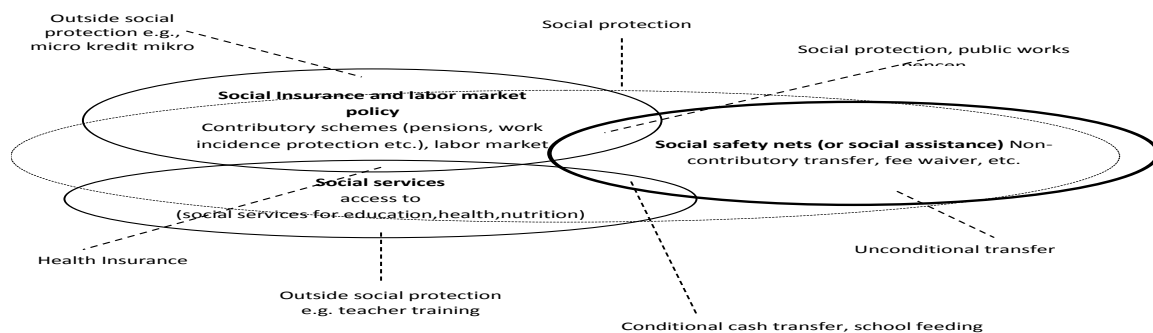 Outside social
protection e.g.,
micro kredit mikro
Social protection
Social protection, public works
Social Insurance and labor market
policy
Contributory schemes (pensions, work
incidence protection etc.), labor market
Social safety nets (or social assistance) Non-
contributory transfer, fee waiver, etc.
Social services
access to
(social services for education,health,nutrition)
Health Insurance
Unconditional transfer
Outside social protection
e.g. teacher training
Conditional cash transfer, school feeding